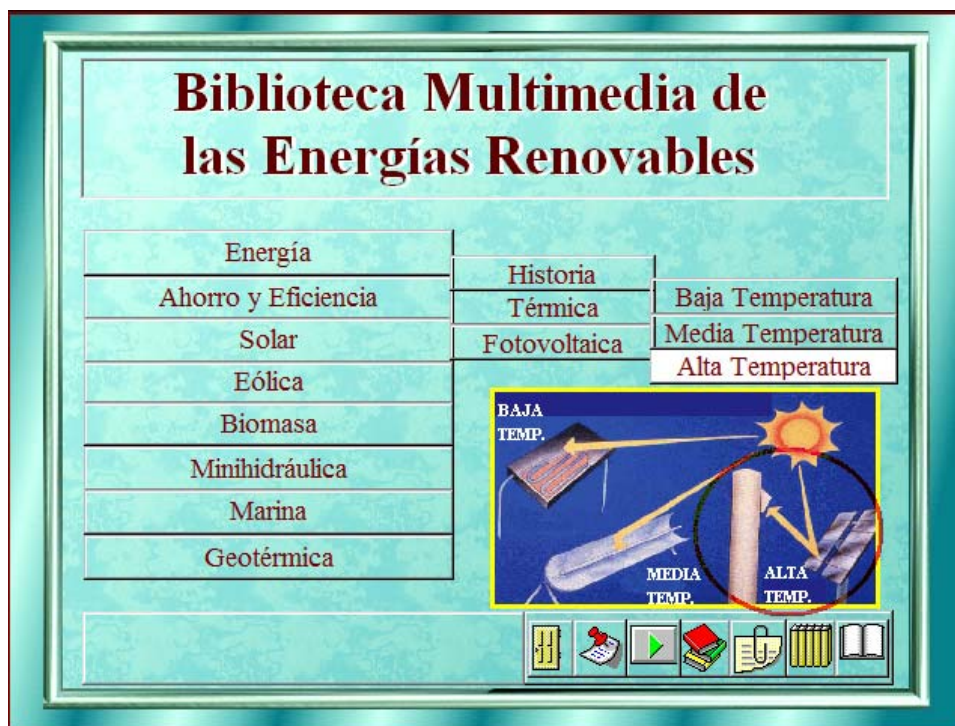 Biblioteca Multimedia de
las Energías Renovables
Energía
Ahorro y Eficiencia
Solar
Eólica
Biomasa
Minihidráulica
Marina
Geotérmica
Historia
Térmica
Fotovoltaica
Baja Temperatura
Media Temperatura
Alta Temperatura
BAJA
TEMP.
MEDIA
TEMP.
ALTA
TEMP.